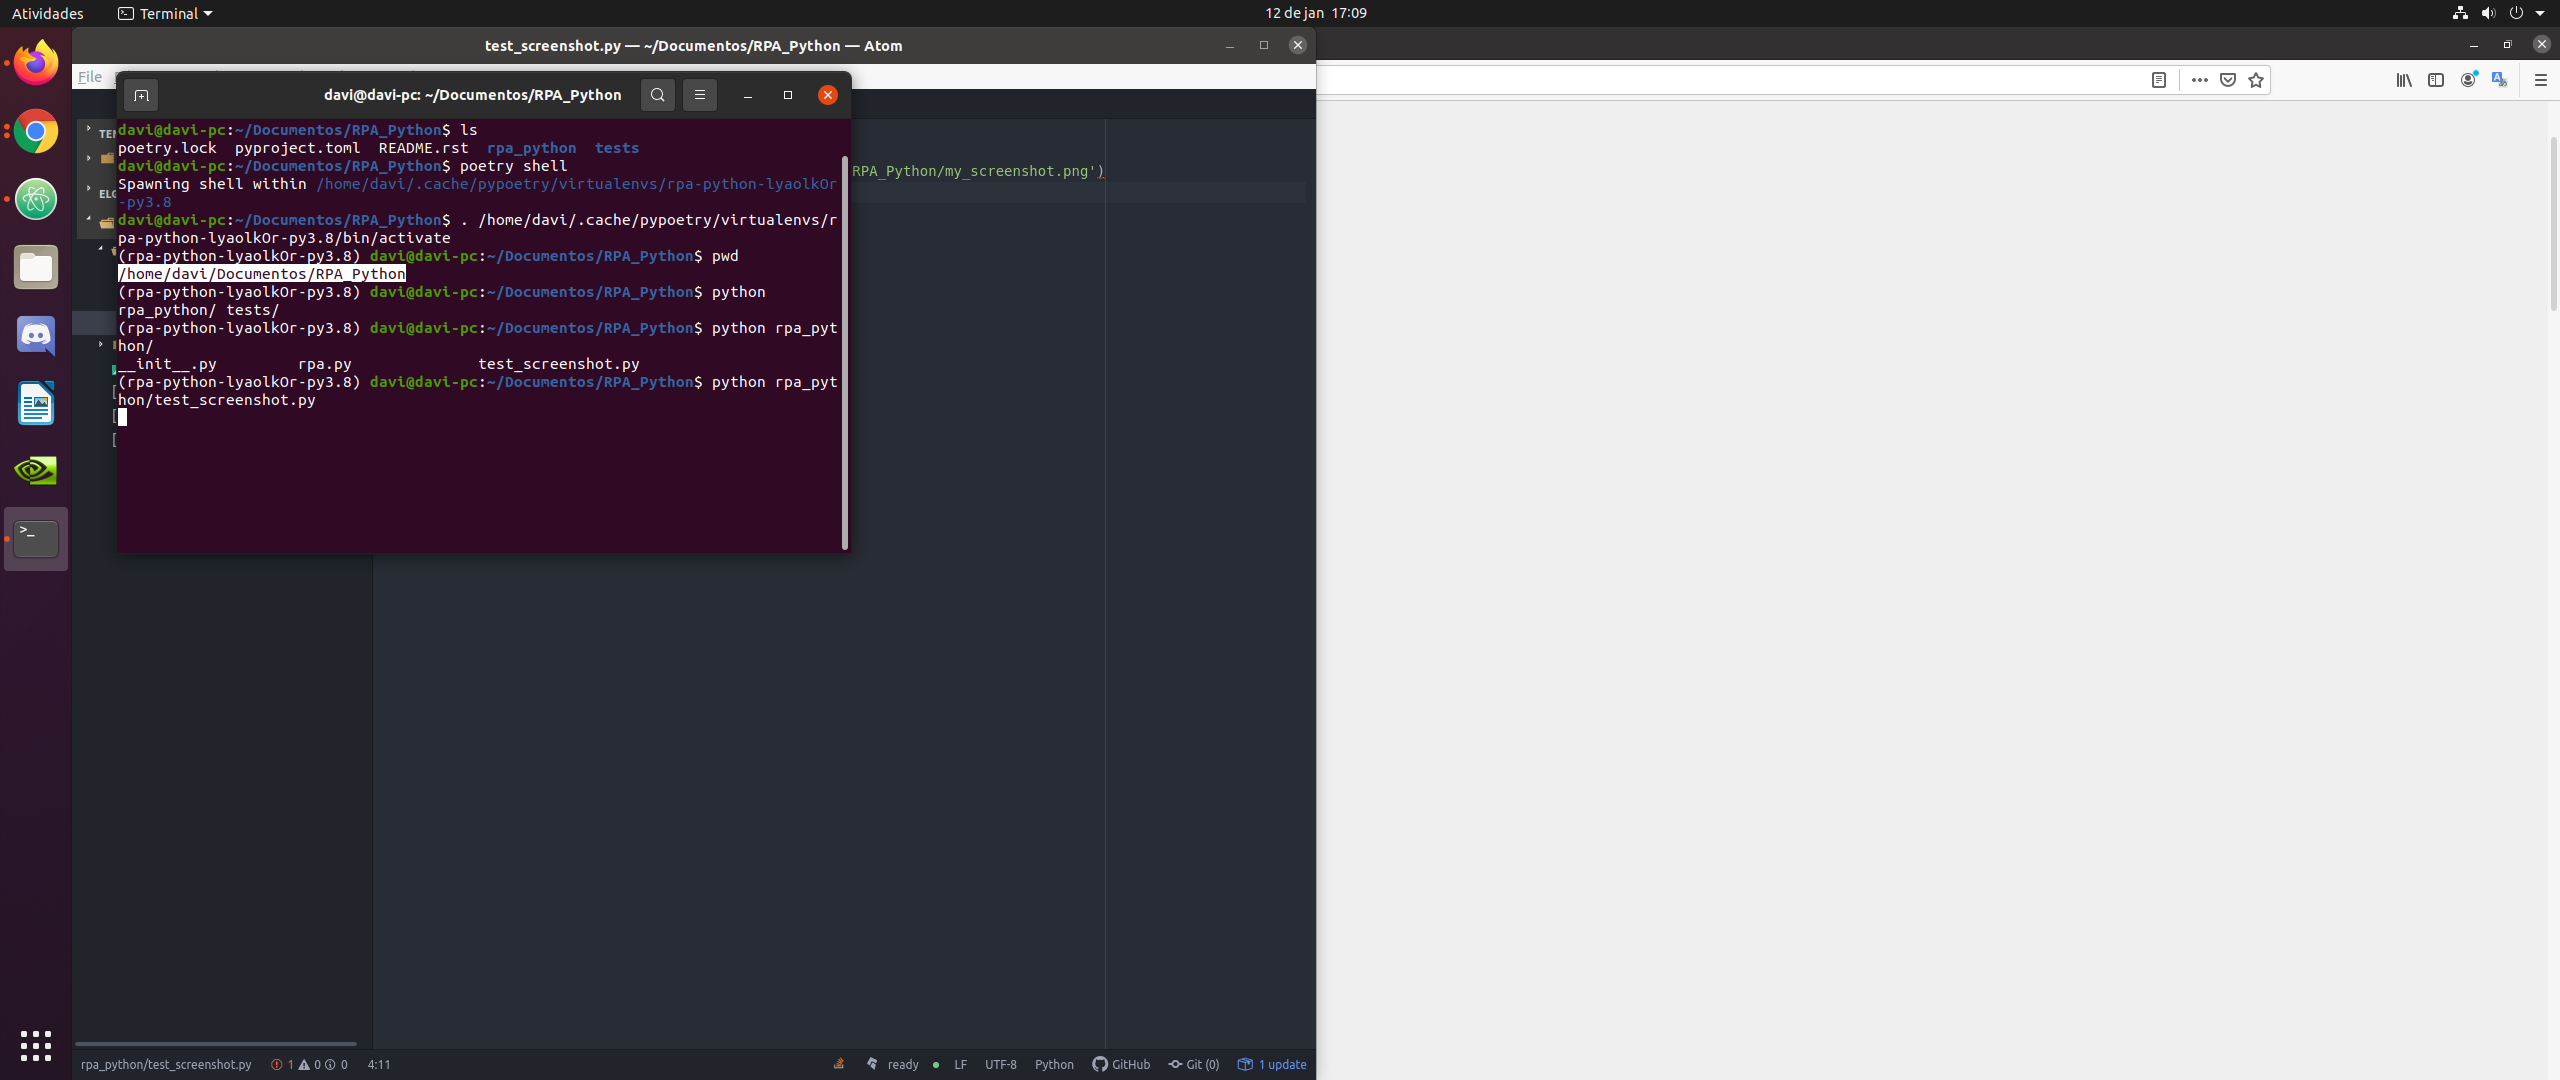 Atividades
Terminal
12 de jan 17:09
test_screenshot.py — ~/Documentos/RPA_Python — Atom
File
davi@davi-pc: ~/Documentos/RPA_Python
davi@davi-pc:~/Documentos/RPA_Python$ ls
poetry.lock pyproject.toml README.rst rpa_python tests
davi@davi-pc:~/Documentos/RPA_Python$ poetry shell
Spawning shell within /home/davi/.cache/pypoetry/virtualenvs/rpa-python-lyaolkOr
-py3.8
davi@davi-pc:~/Documentos/RPA_Python$ . /home/davi/.cache/pypoetry/virtualenvs/r
pa-python-lyaolkOr-py3.8/bin/activate
(rpa-python-lyaolkOr-py3.8) davi@davi-pc:~/Documentos/RPA_Python$ pwd
/home/davi/Documentos/RPA_Python
(rpa-python-lyaolkOr-py3.8) davi@davi-pc:~/Documentos/RPA_Python$ python
rpa_python/ tests/
(rpa-python-lyaolkOr-py3.8) davi@davi-pc:~/Documentos/RPA_Python$ python rpa_pyt
hon/
__init__.py rpa.py test_screenshot.py
(rpa-python-lyaolkOr-py3.8) davi@davi-pc:~/Documentos/RPA_Python$ python rpa_pyt
hon/test_screenshot.py
RPA_Python/my_screenshot.png')
rpa_python/test_screenshot.py 1 0 0 4:11
ready LF UTF-8 Python GitHub Git (0) 1 update